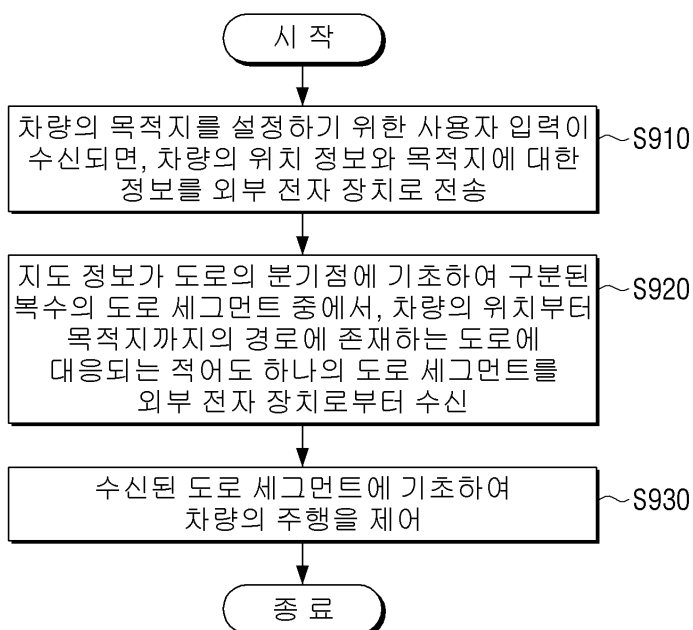 시 작
차량의 목적지를 설정하기 위한 사용자 입력이
수신되면, 차량의 위치 정보와 목적지에 대한
정보를 외부 전자 장치로 전송
S910
지도 정보가 도로의 분기점에 기초하여 구분된
복수의 도로 세그먼트 중에서, 차량의 위치부터
목적지까지의 경로에 존재하는 도로에
대응되는 적어도 하나의 도로 세그먼트를
외부 전자 장치로부터 수신
S920
수신된 도로 세그먼트에 기초하여
차량의 주행을 제어
S930
종 료